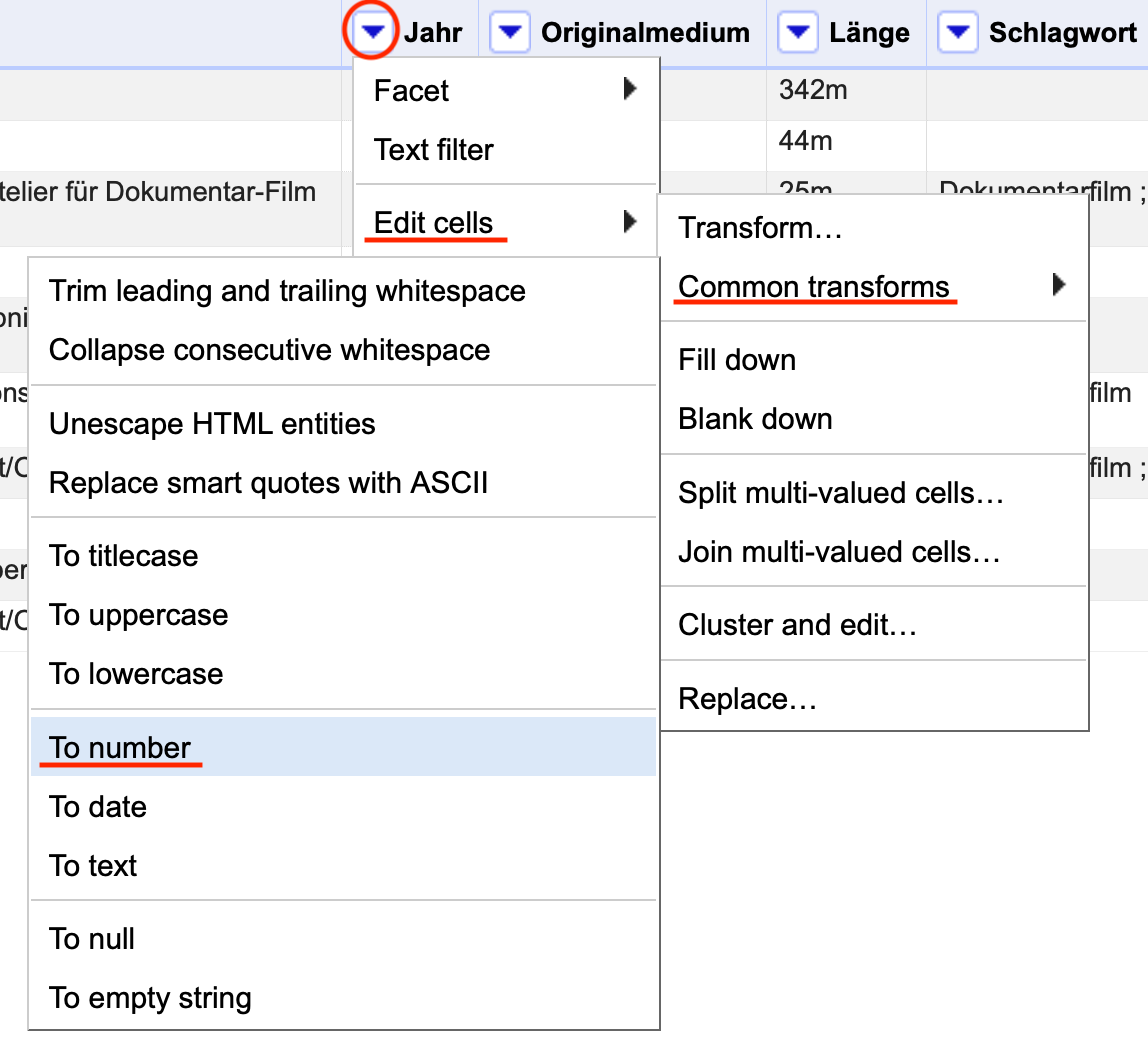 Jahr Originalmedium Länge Schlagwort
Facet
342m
Text filter
44m
für Dokumentar-Film
25m
Dokumentarfilm ;
Edit cells
Transform…
Common transforms
Fill down
Blank down
Split multi-valued cells…
Join multi-valued cells…
Cluster and edit…
Replace…
film
film ;
Trim leading and trailing whitespace
Collapse consecutive whitespace
Unescape HTML entities
Replace smart quotes with ASCII
To titlecase
To uppercase
To lowercase
To number
To date
To text
To null
To empty string